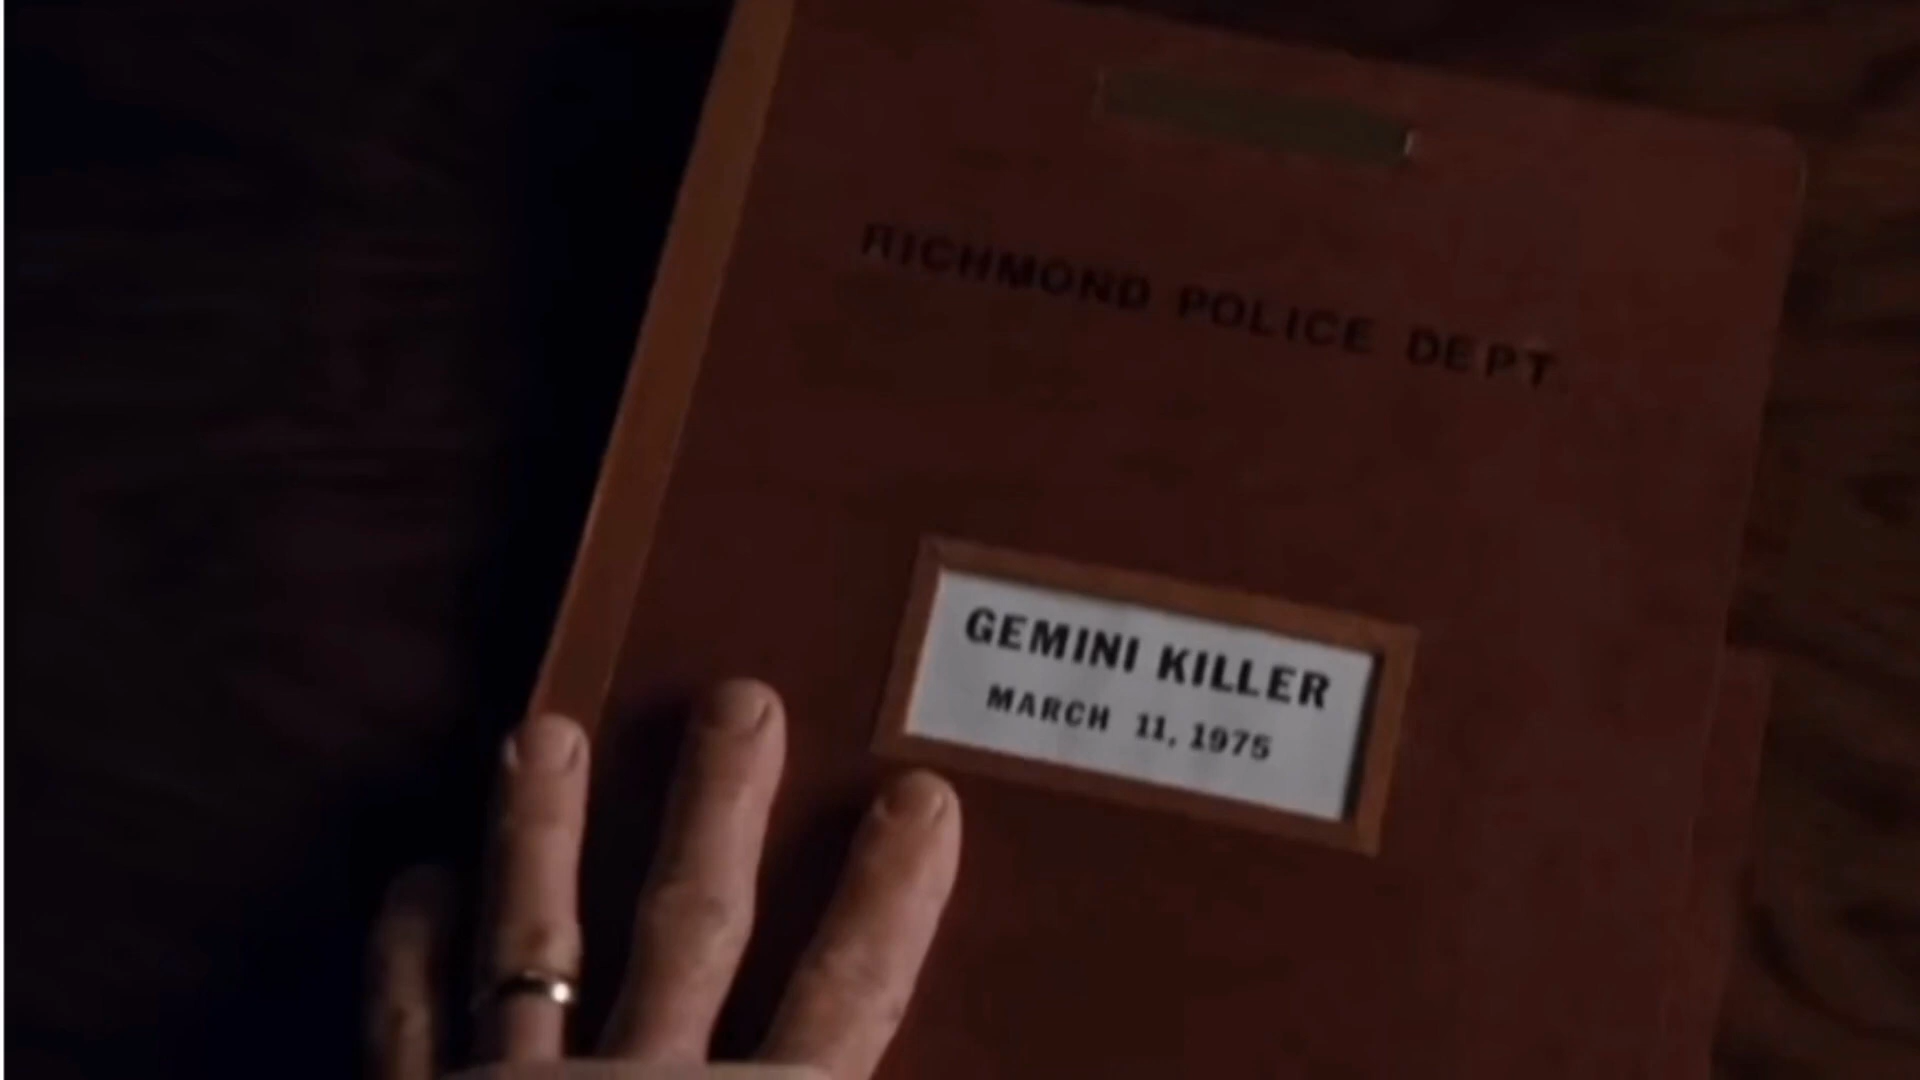 RICHMOND POLICE DEPT.
GEMINI KILLER
MARCH 11, 1975